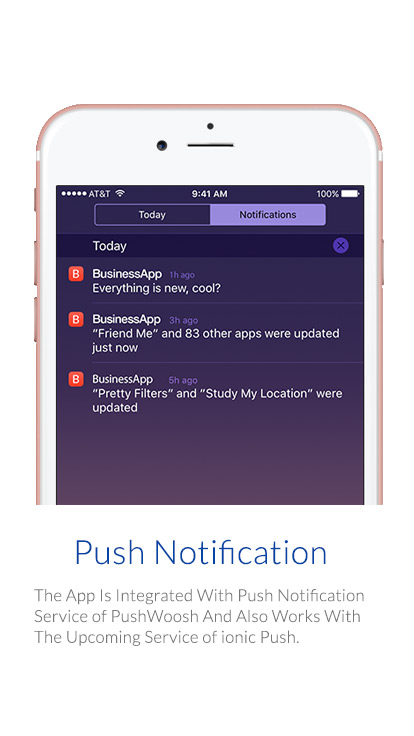 AT&T 9:41 AM 100%
Today Notifications
Today
B BusinessApp 1h ago
Everything is new, cool?
B BusinessApp 3h ago
“Friend Me” and 83 other apps were updated
just now
B BusinessApp 5h ago
“Pretty Filters” and “Study My Location” were
updated
Push Notification
The App Is Integrated With Push Notification
Service of PushWoosh And Also Works With
The Upcoming Service of ionic Push.